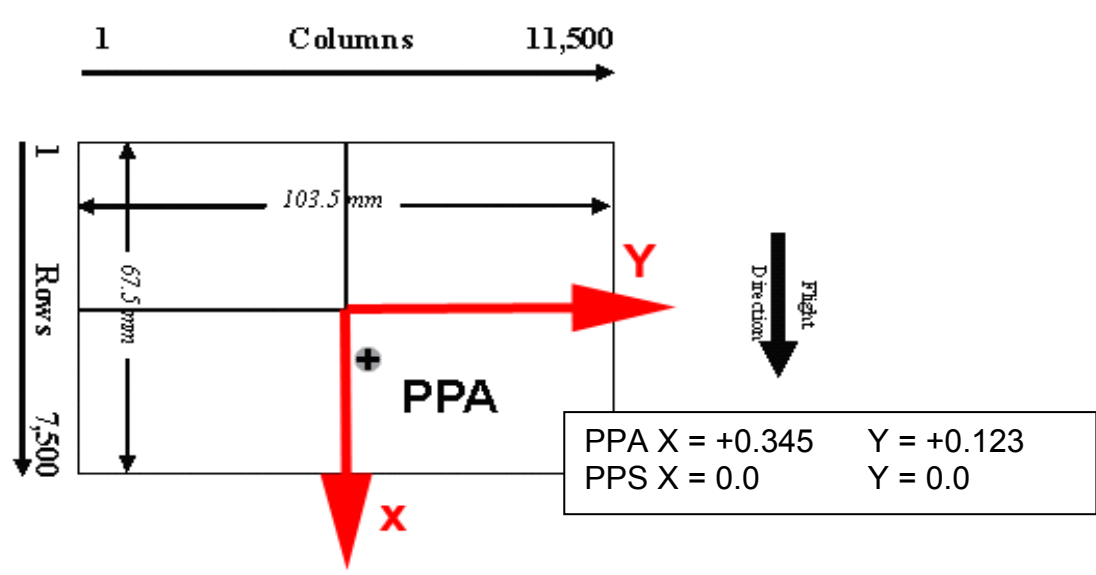 1 Columns 11,500
1 Rows 7,500
103.5 mm
67.5 mm
Y
Flight
Direction
PPA
X
PPA X = +0.345 Y = +0.123
PPS X = 0.0 Y = 0.0